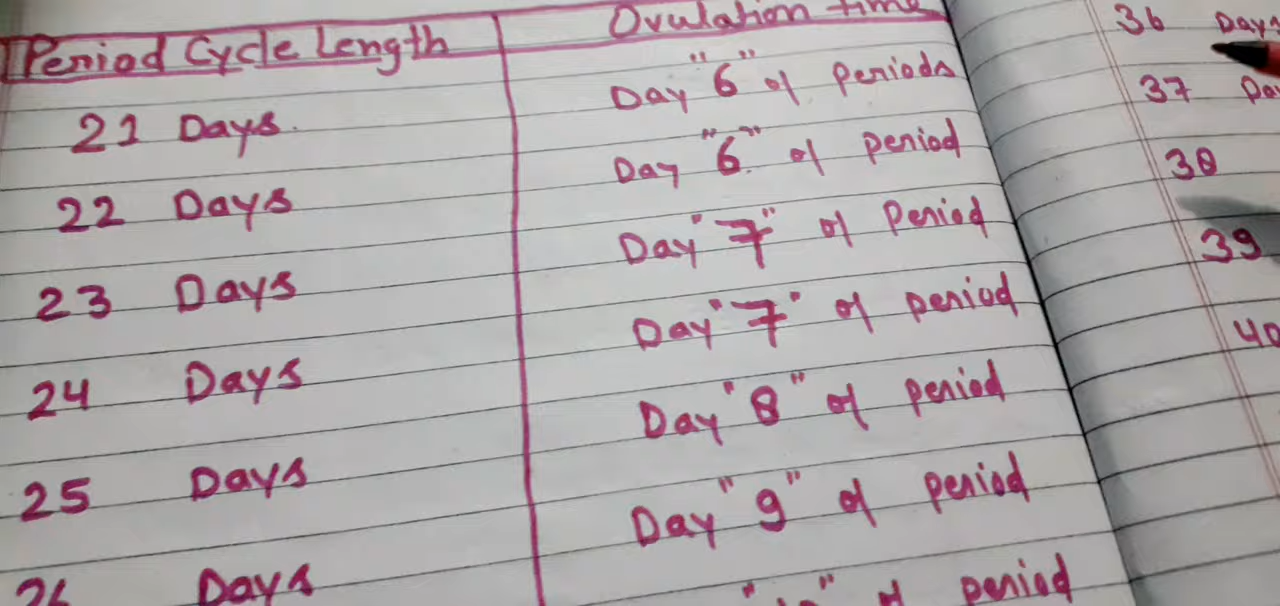 Period Cycle Length Ovulation time
21 Days. Day "6" of periods
22 Days Day "6" of period
23 Days Day "7" of Period
24 Days Day "7" of period
25 Days Day "8" of period
26 Days Day "9" of period
of period
36 Days
37
38
39
40